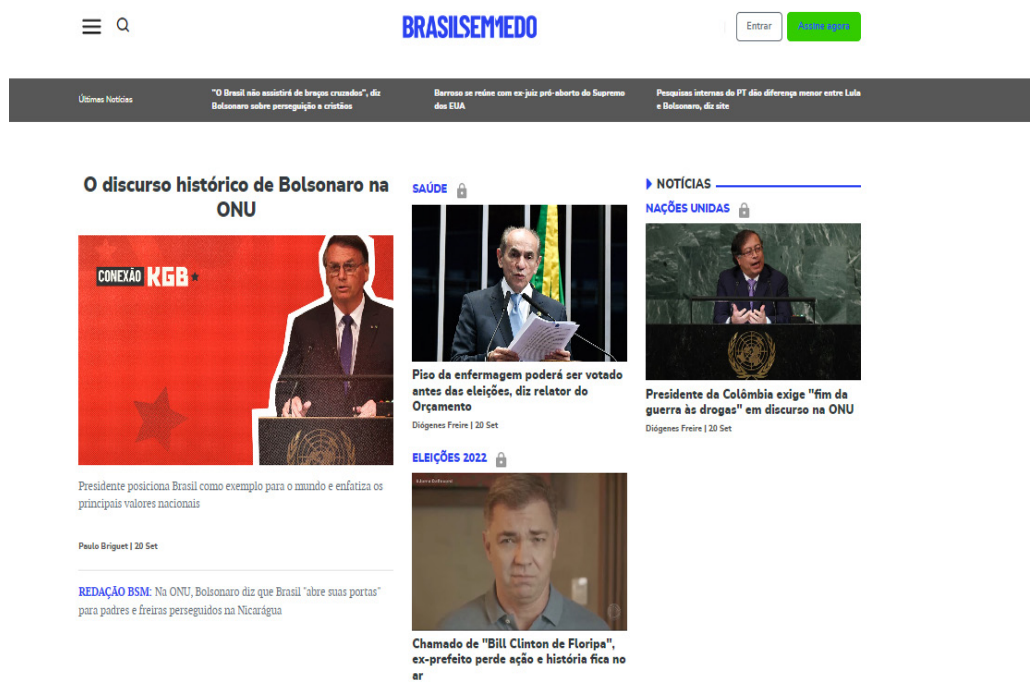 BRASILSEM1EDO
Entrar
Assine agora
Últimas Notícias
"O Brasil não assistirá de braços cruzados", diz
Bolsonaro sobre perseguição a cristãos
Barroso se reúne com ex-juiz pró-aborto do Supremo
dos EUA
Pesquisas internas do PT dão diferença menor entre Lula
e Bolsonaro, diz site
O discurso histórico de Bolsonaro na
ONU
CONEXÃO KGB
Presidente posiciona Brasil como exemplo para o mundo e enfatiza os
principais valores nacionais
Paulo Briguet | 20 Set
REDAÇÃO BSM: Na ONU, Bolsonaro diz que Brasil "abre suas portas"
para padres e freiras perseguidos na Nicarágua
SAÚDE
Piso da enfermagem poderá ser votado
antes das eleições, diz relator do
Orçamento
Diógenes Freire | 20 Set
ELEIÇÕES 2022
Chamado de "Bill Clinton de Floripa",
ex-prefeito perde ação e história fica no
ar
NOTÍCIAS
NAÇÕES UNIDAS
Presidente da Colômbia exige "fim da
guerra às drogas" em discurso na ONU
Diógenes Freire | 20 Set